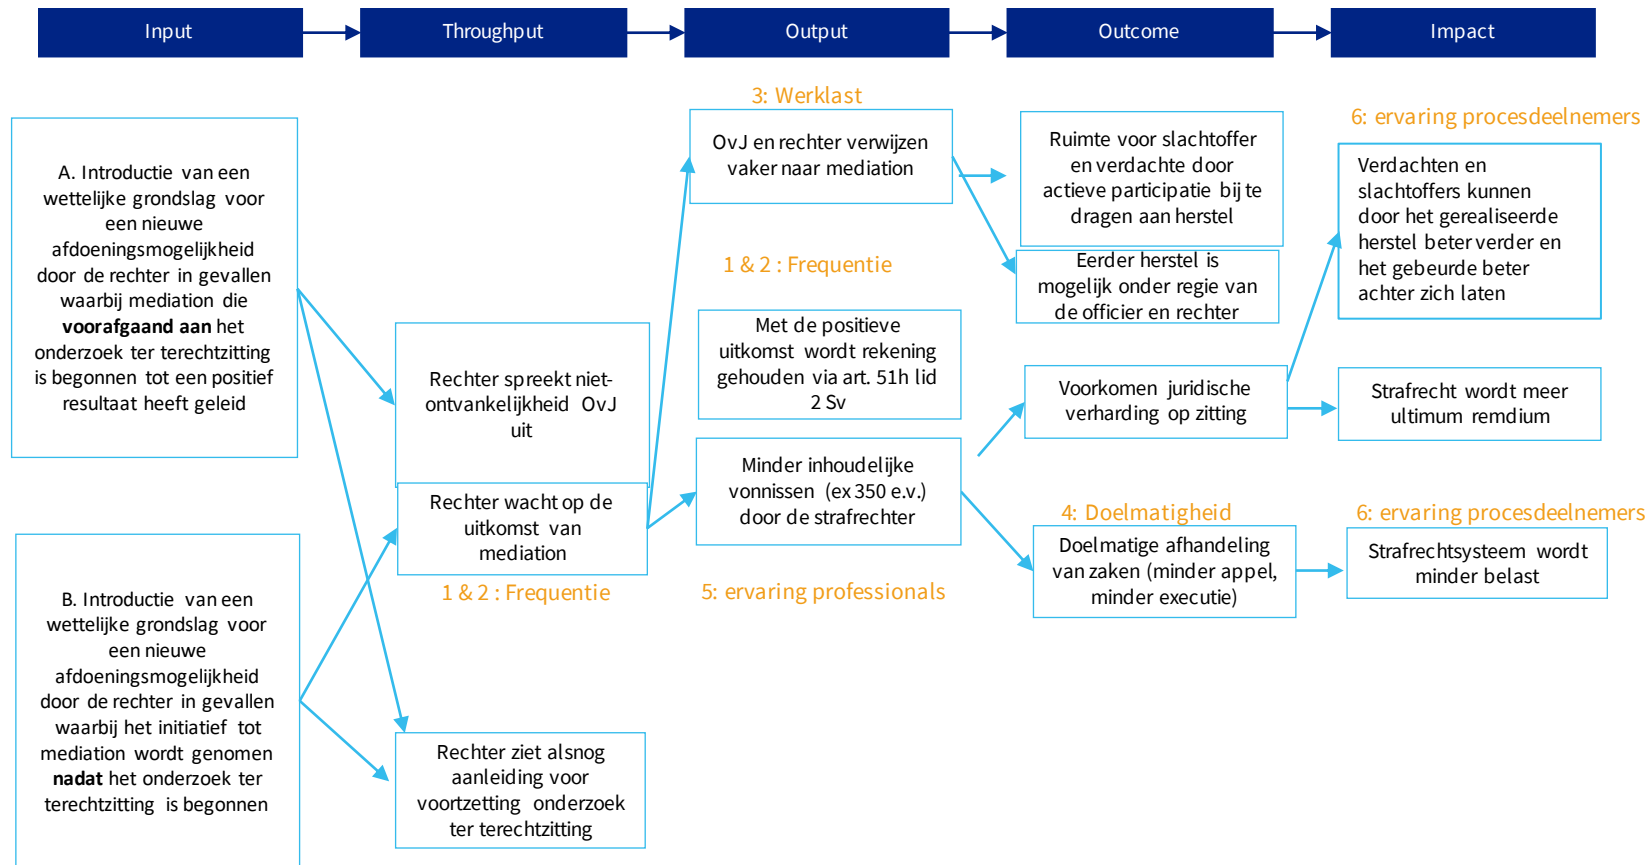 Input
Throughput
Output
Outcome
Impact
A. Introductie van een
wettelijke grondslag voor
een nieuwe
afdoeningsmogelijkheid
door de rechter in gevallen
waarbij mediation die
voorafgaand aan het
onderzoek ter terechtzitting
is begonnen tot een positief
resultaat heeft geleid
B. Introductie van een
wettelijke grondslag voor
een nieuwe
afdoeningsmogelijkheid
door de rechter in gevallen
waarbij het initiatief tot
mediation wordt genomen
nadat het onderzoek ter
terechtzitting is begonnen
Rechter spreekt niet-
ontvankelijkheid OvJ
uit
Rechter wacht op de
uitkomst van
mediation
1 & 2 : Frequentie
Rechter ziet alsnog
aanleiding voor
voortzetting onderzoek
ter terechtzitting
3: Werklast
OvJ en rechter verwijzen
vaker naar mediation
1 & 2 : Frequentie
Met de positieve
uitkomst wordt rekening
gehouden via art. 51h lid
2 Sv
Minder inhoudelijke
vonnissen (ex 350 e.v.)
door de strafrechter
5: ervaring professionals
Ruimte voor slachtoffer
en verdachte door
actieve participatie bij te
dragen aan herstel
Eerder herstel is
mogelijk onder regie van
de officier en rechter
Voorkomen juridische
verharding op zitting
4: Doelmatigheid
Doelmatige afhandeling
van zaken (minder appel,
minder executie)
6: ervaring procesdeelnemers
Verdachten en
slachtoffers kunnen
door het gerealiseerde
herstel beter verder en
het gebeurde beter
achter zich laten
Strafrecht wordt meer
ultimum remdium
6: ervaring procesdeelnemers
Strafrechtsysteem wordt
minder belast